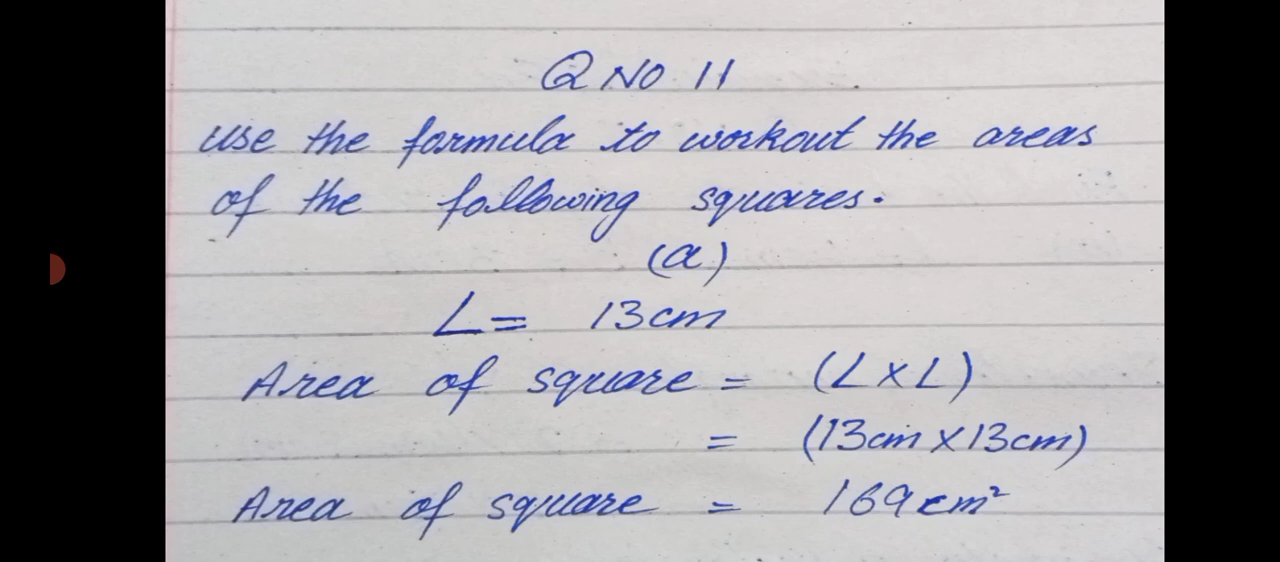 Q NO 11
use the formula to workout the areas
of the following squares.
(a)
L = 13cm
Area of square = (L x L)
= (13cm x 13cm)
Area of square = 169cm²